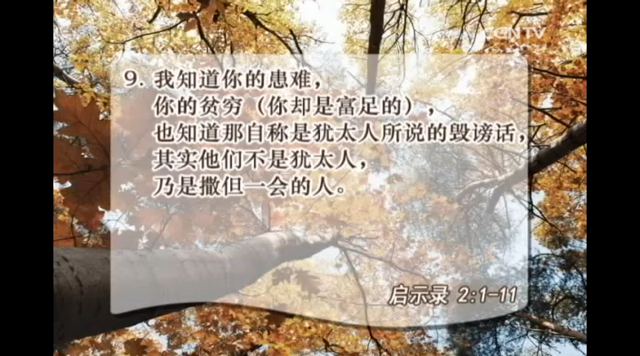 CGNTV
9. 我知道你的患难，
你的贫穷（你却是富足的），
也知道那自称是犹太人所说的毁谤话，
其实他们不是犹太人，
乃是撒但一会的人。
启示录 2:1-11